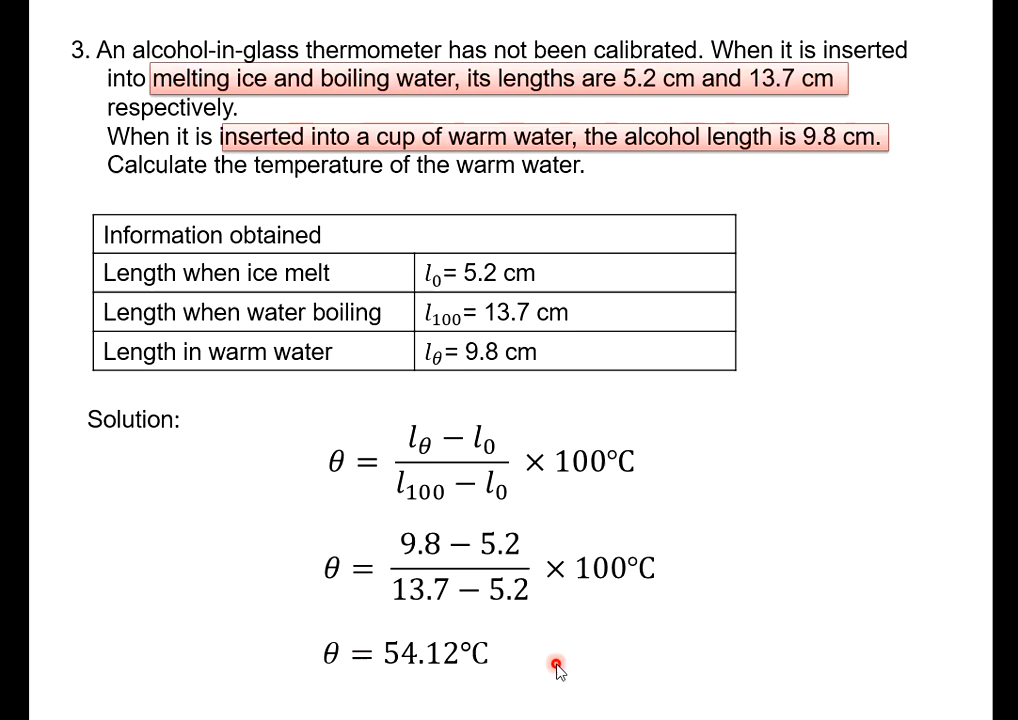 3. An alcohol-in-glass thermometer has not been calibrated. When it is inserted
into melting ice and boiling water, its lengths are 5.2 cm and 13.7 cm
respectively.
When it is inserted into a cup of warm water, the alcohol length is 9.8 cm.
Calculate the temperature of the warm water.
Information obtained
Length when ice melt l₀= 5.2 cm
Length when water boiling l₁₀₀= 13.7 cm
Length in warm water l_θ= 9.8 cm
Solution:
θ = (l_θ − l₀)/(l₁₀₀ − l₀) × 100°C
θ = (9.8 − 5.2)/(13.7 − 5.2) × 100°C
θ = 54.12°C